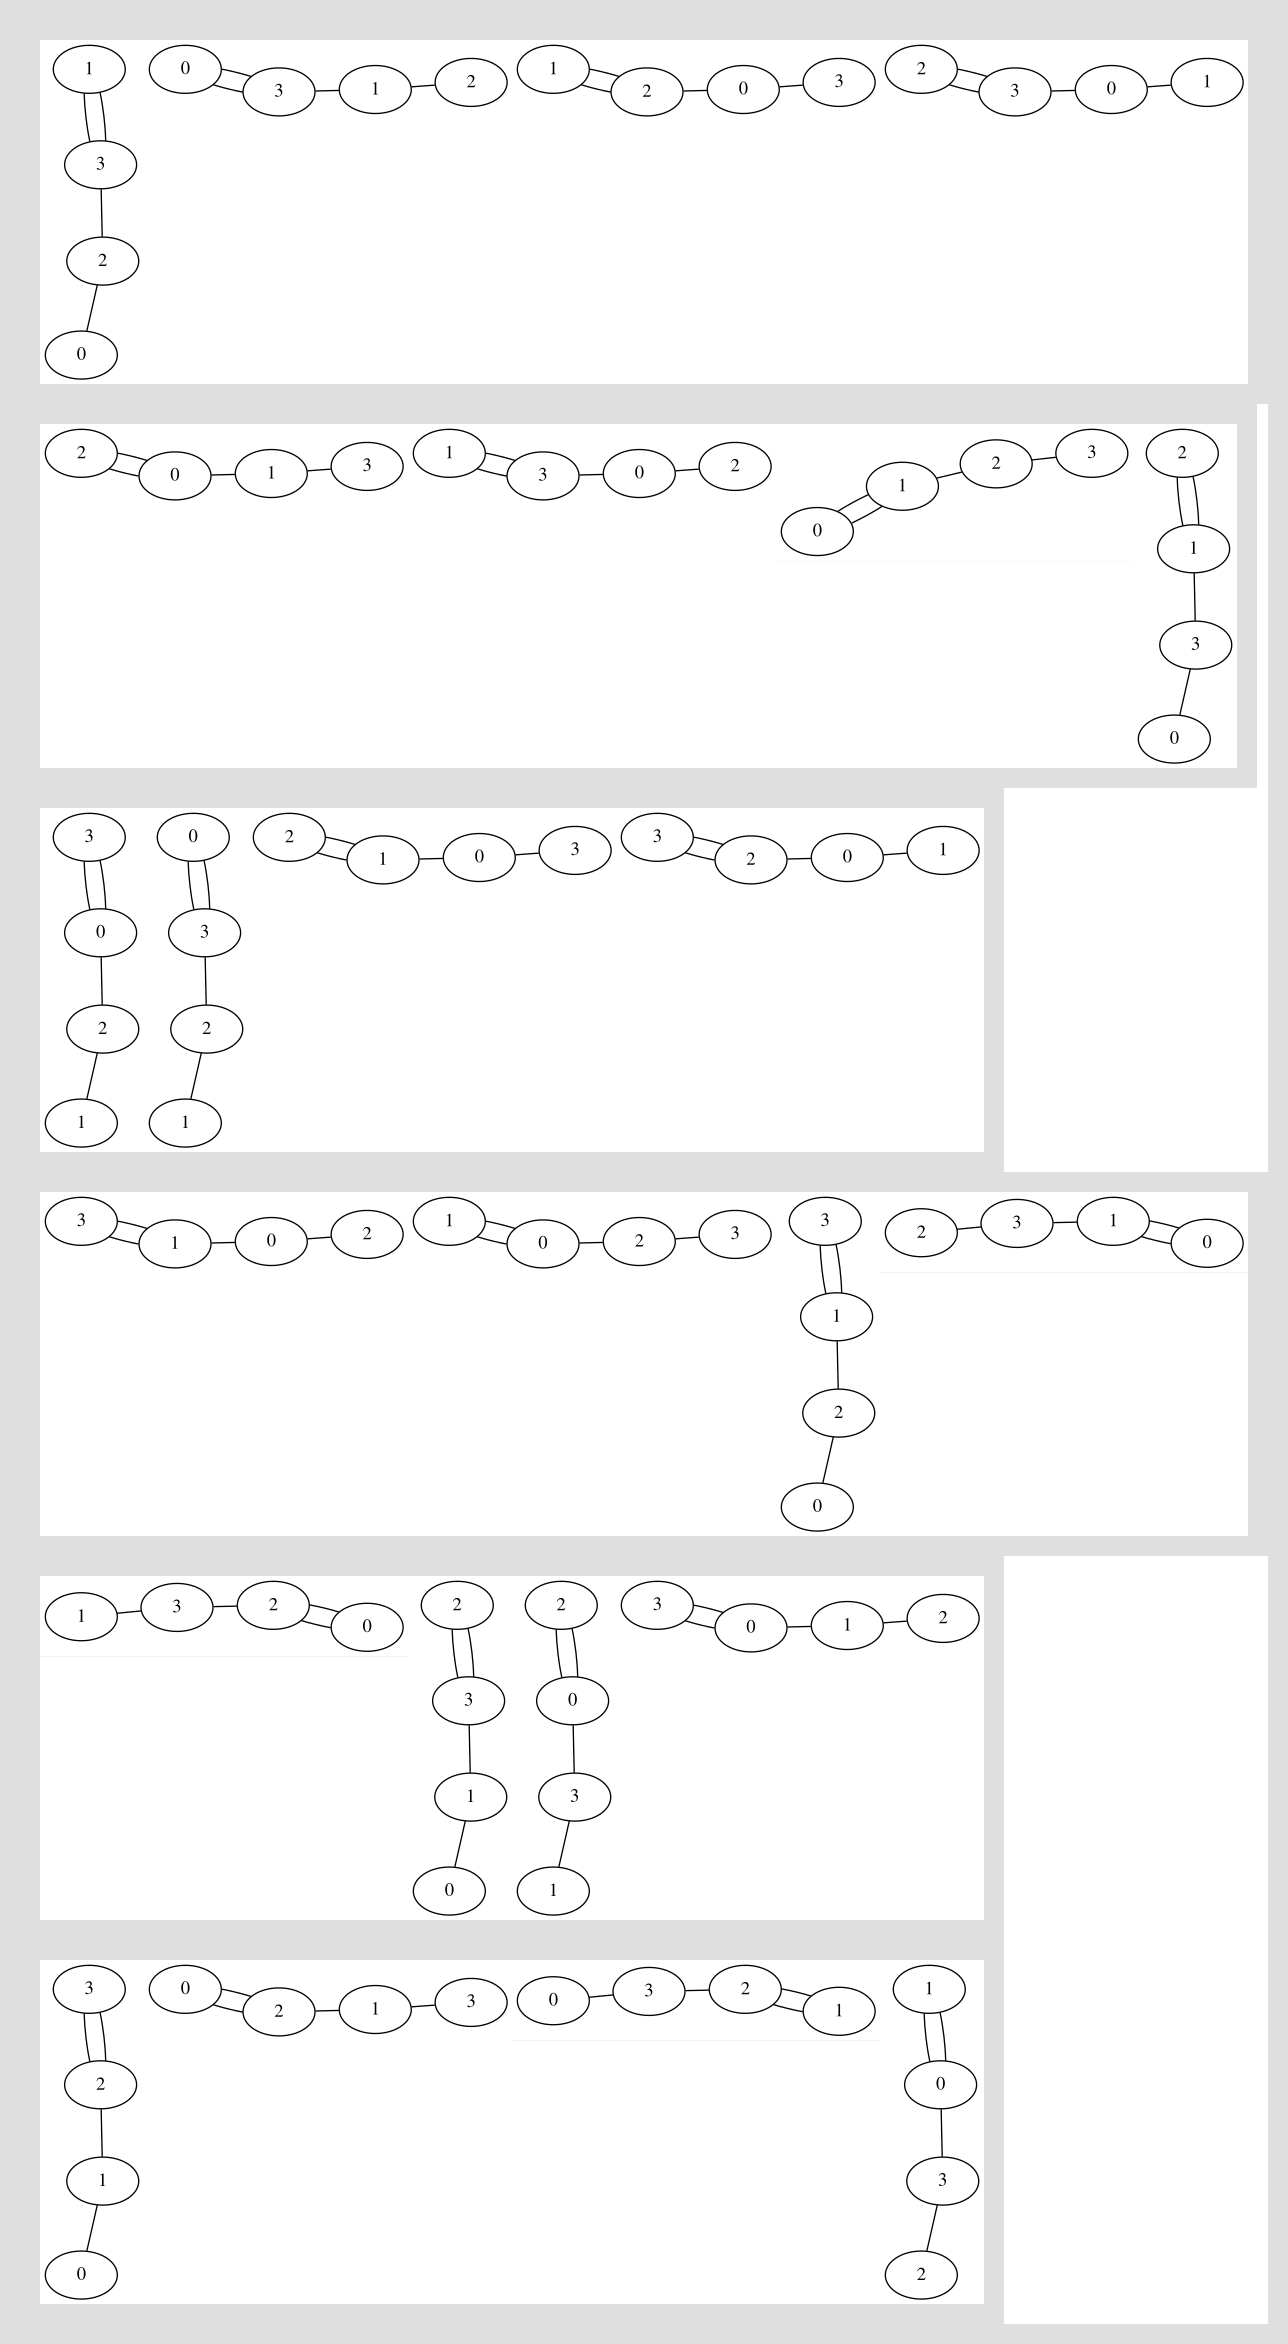 1 3 2 0
0 3 1 2
1 2 0 3
2 3 0 1
2 0 1 3
1 3 0 2
0 1 2 3
2 1 3 0
3 0 2 1
0 3 2 1
2 1 0 3
3 2 0 1
3 1 0 2
1 0 2 3
3 1 2 0
2 3 1 0
1 3 2 0
2 3 1 0
2 0 3 1
3 0 1 2
3 2 1 0
0 2 1 3
0 3 2 1
1 0 3 2